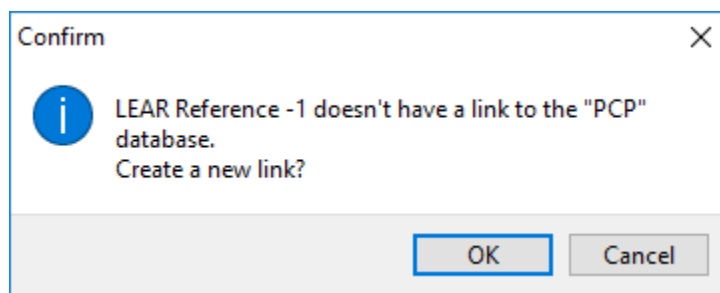 Confirm
LEAR Reference -1 doesn't have a link to the "PCP"
database.
Create a new link?
OK
Cancel